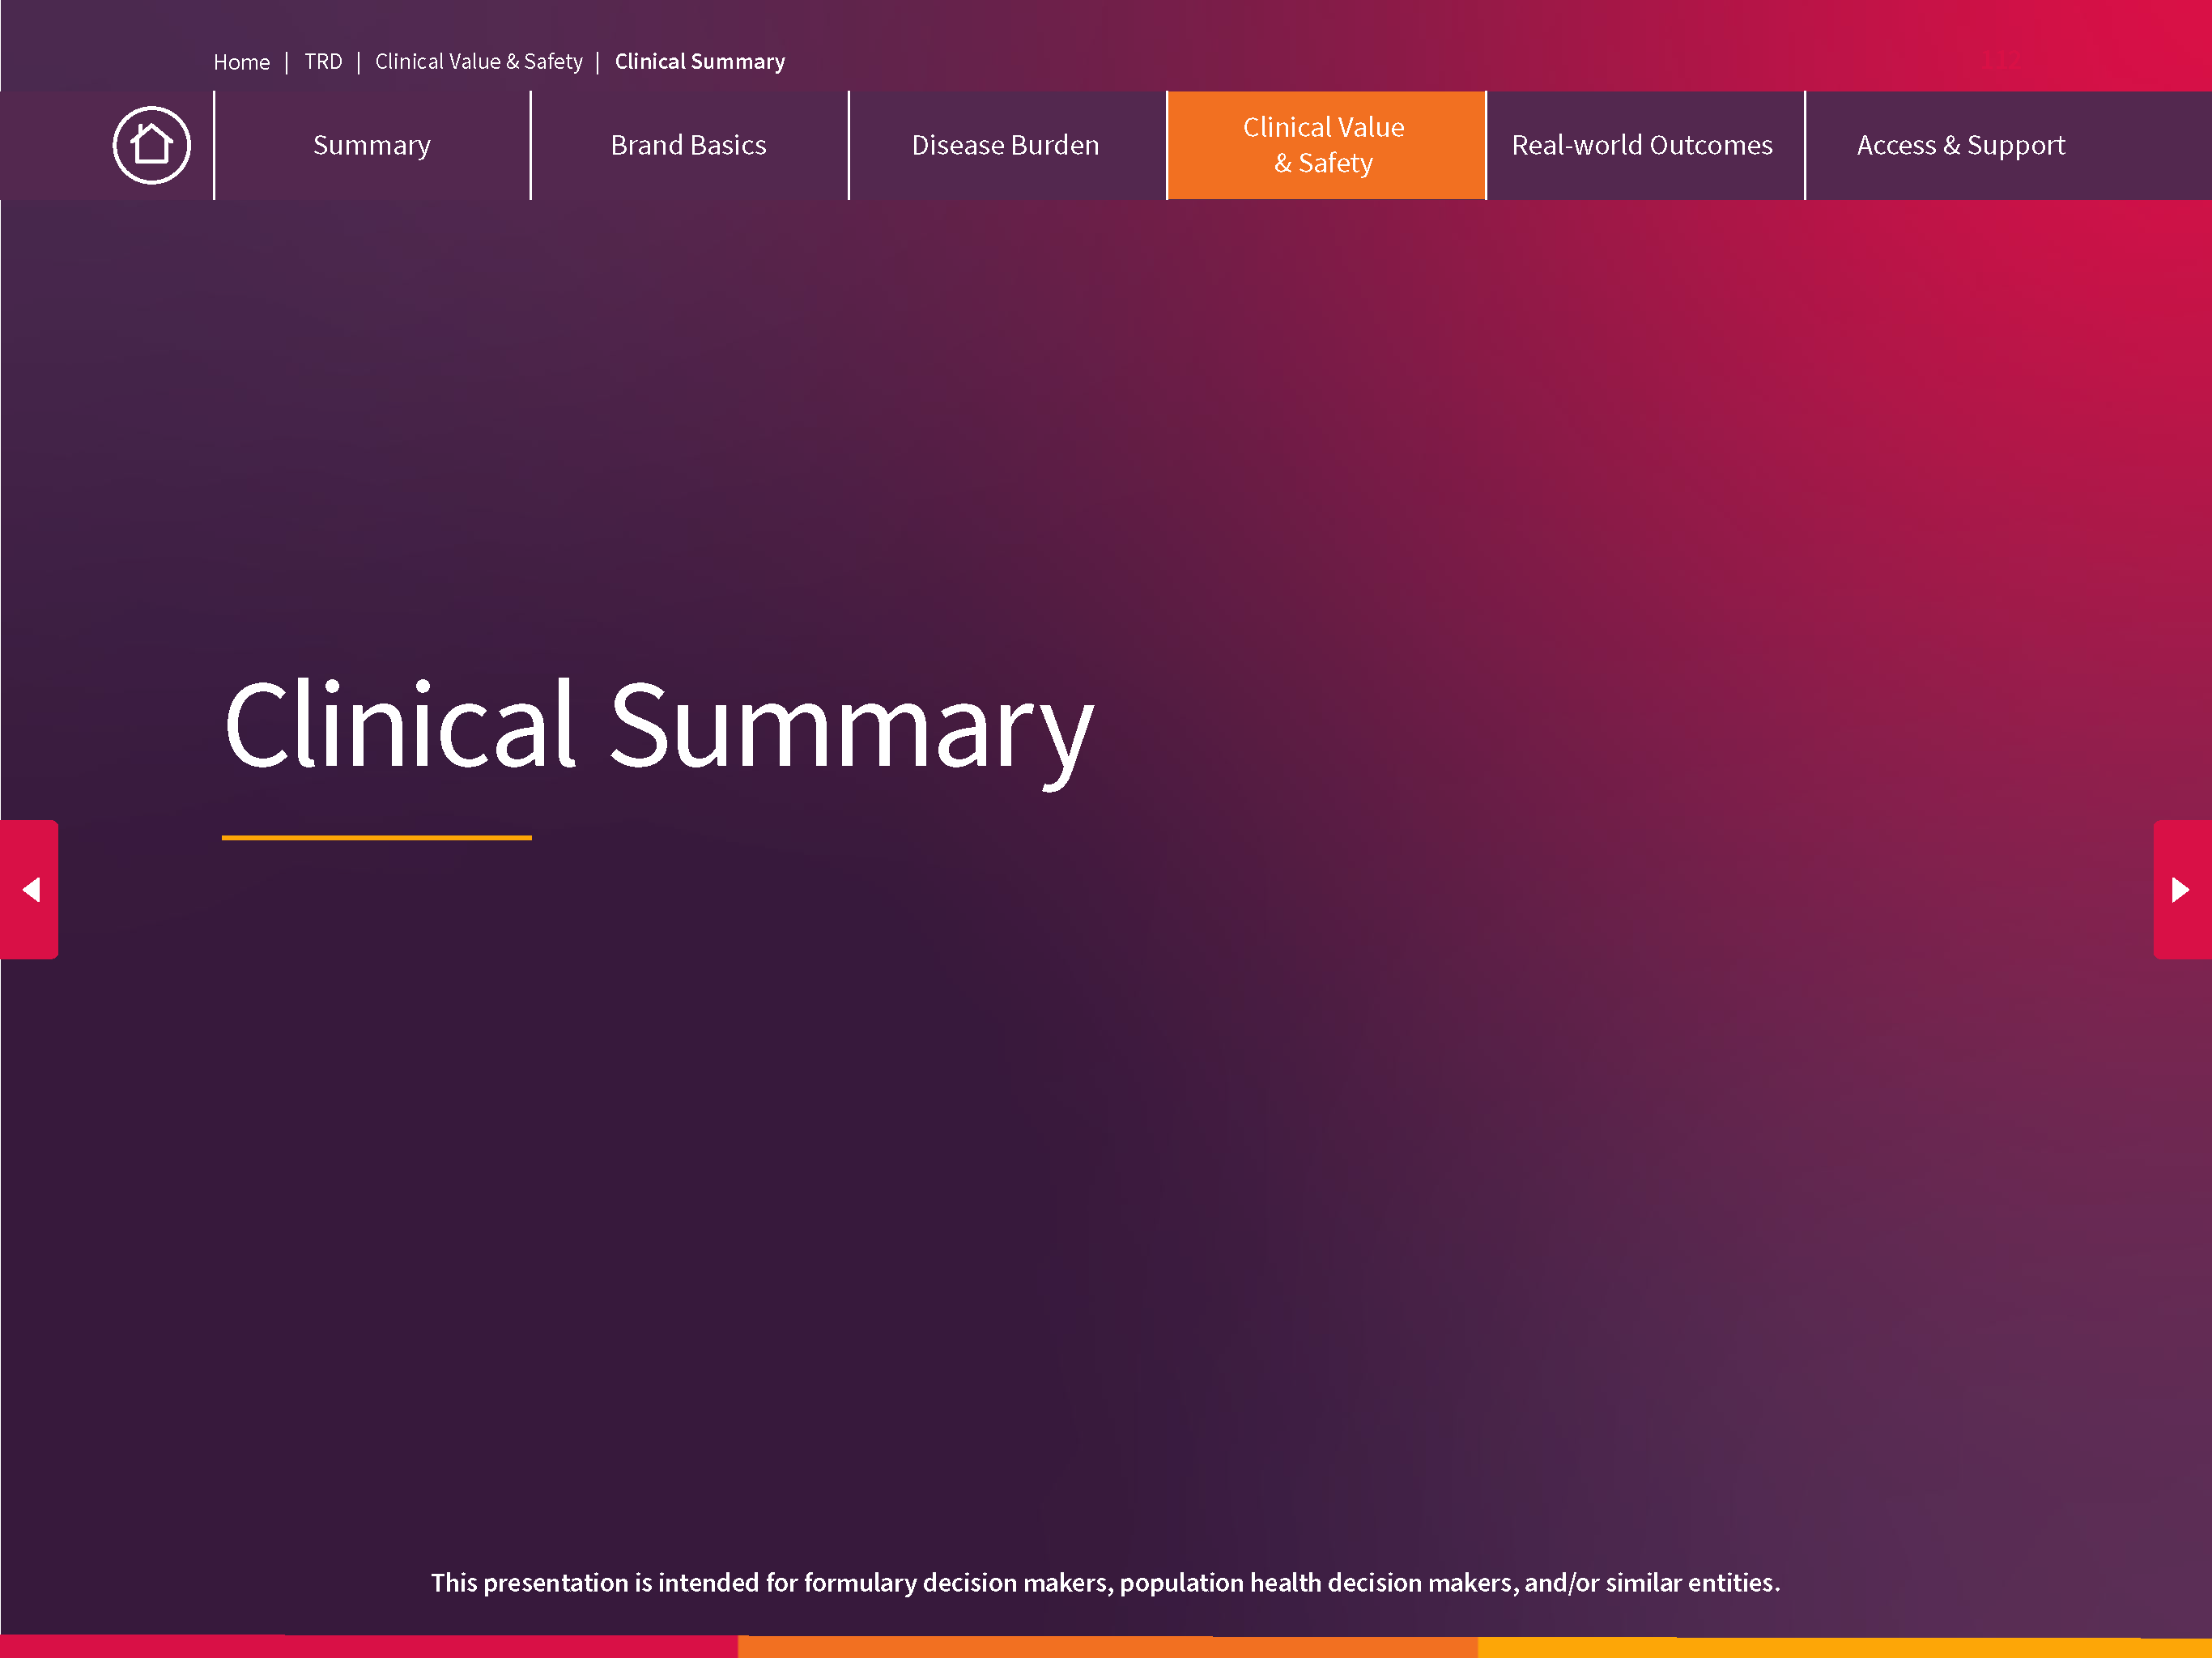 Home | TRD | Clinical Value & Safety | Clinical Summary
112
Summary
Brand Basics
Disease Burden
Clinical Value
& Safety
Real-world Outcomes
Access & Support
Clinical Summary
This presentation is intended for formulary decision makers, population health decision makers, and/or similar entities.